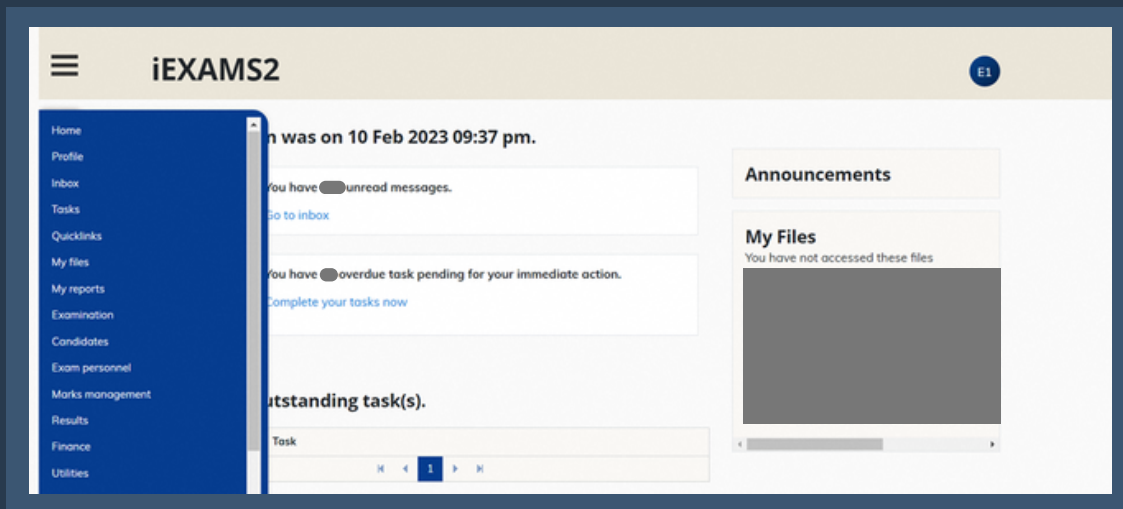 iEXAMS2
E1
Home
Profile
Inbox
Tasks
Quicklinks
My files
My reports
Examination
Candidates
Exam personnel
Marks management
Results
Finance
Utilities
n was on 10 Feb 2023 09:37 pm.
You have unread messages.
Go to inbox
You have overdue task pending for your immediate action.
Complete your tasks now
utstanding task(s).
Task
1
Announcements
My Files
You have not accessed these files